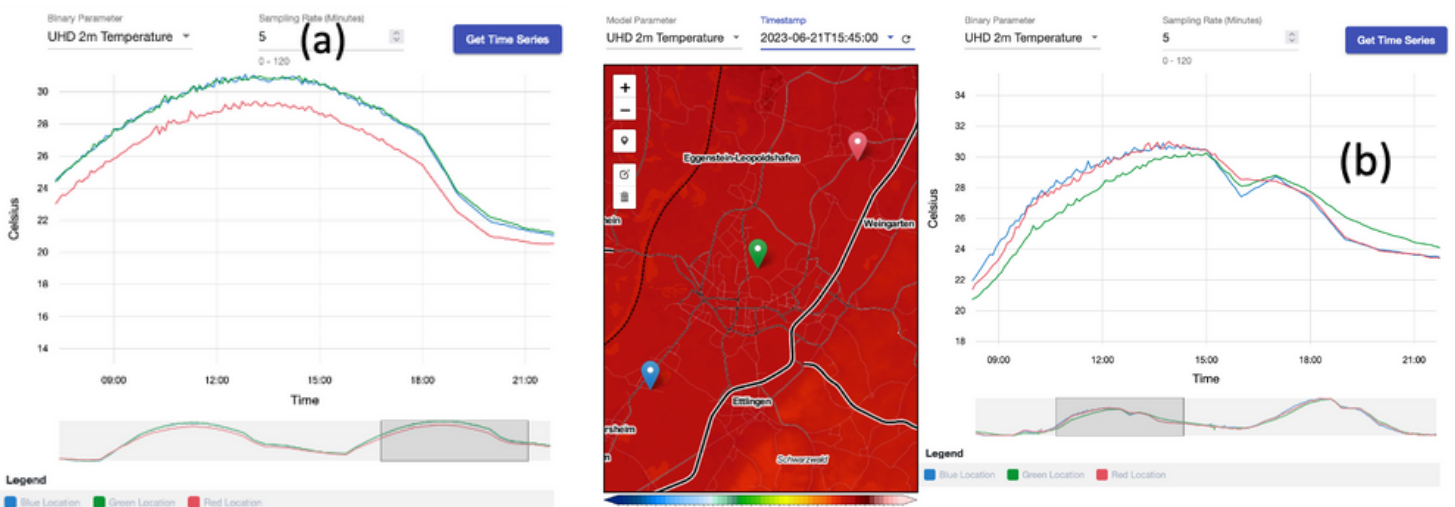 Binary Parameter
Sampling Rate (Minutes)
UHD 2m Temperature
5
(a)
Get Time Series
0 - 120
30
28
26
24
22
20
18
16
14
Celsius
09:00
12:00
15:00
18:00
21:00
Time
Legend
Blue Location
Green Location
Red Location
Model Parameter
Timestamp
UHD 2m Temperature
2023-06-21T15:45:00
+
−
Eggenstein-Leopoldshafen
ein
Weingarten
Ettlingen
rsheim
Schwarzwald
Binary Parameter
Sampling Rate (Minutes)
UHD 2m Temperature
5
Get Time Series
0 - 120
34
32
30
28
26
24
22
20
18
Celsius
(b)
09:00
12:00
15:00
18:00
21:00
Time
Legend
Blue Location
Green Location
Red Location